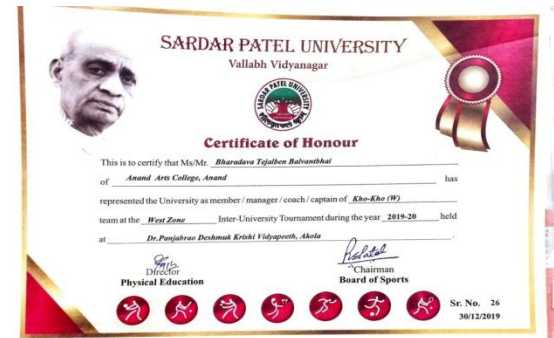 SARDAR PATEL UNIVERSITY
Vallabh Vidyanagar
SARDAR PATEL UNIVERSITY
Certificate of Honour
This is to certify that Ms/Mr. Bharadava Tejalben Balvantbhai
of Anand Arts College, Anand has
represented the University as member / manager / coach / captain of Kho-Kho (W)
team at the West Zone Inter-University Tournament during the year 2019-20 held
at Dr.Panjabrao Deshmuk Krishi Vidyapeeth, Akola .
Director
Physical Education
Chairman
Board of Sports
Sr. No. 26
30/12/2019